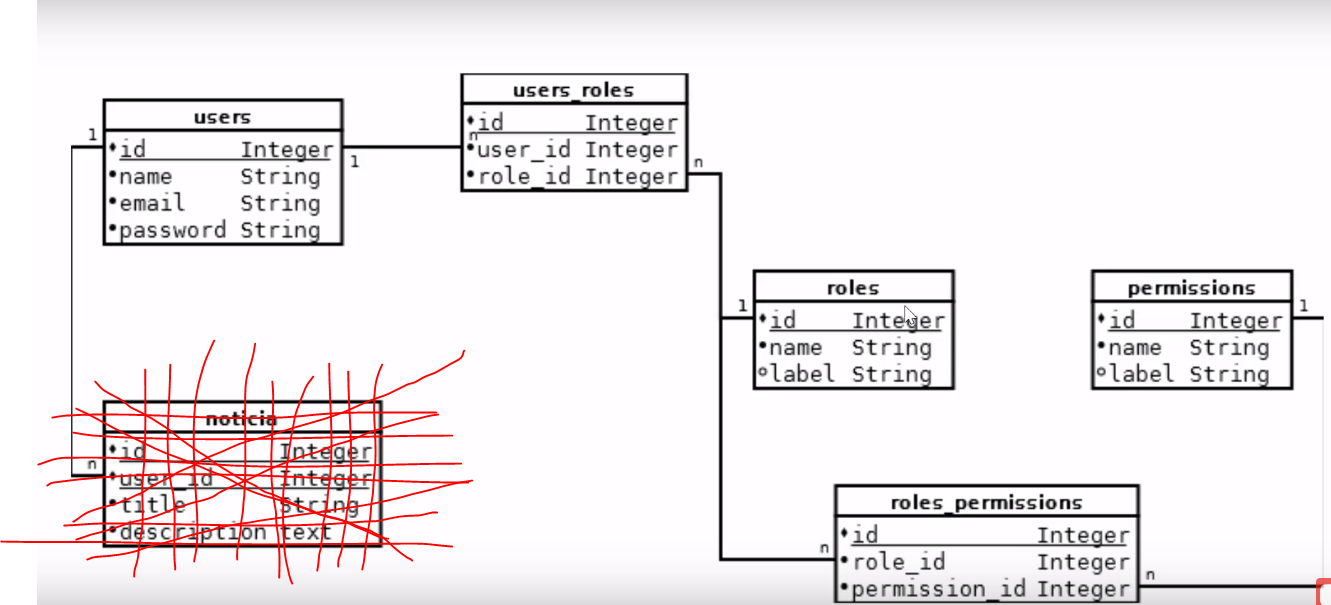 users
1
id Integer
1
name String
email String
password String
users_roles
id Integer
n
user_id Integer
role_id Integer
n
roles
1
id Integer
name String
label String
permissions
id Integer
1
name String
label String
noticia
id Integer
n
user_id Integer
title String
description text
roles_permissions
id Integer
n
role_id Integer
permission_id Integer
n